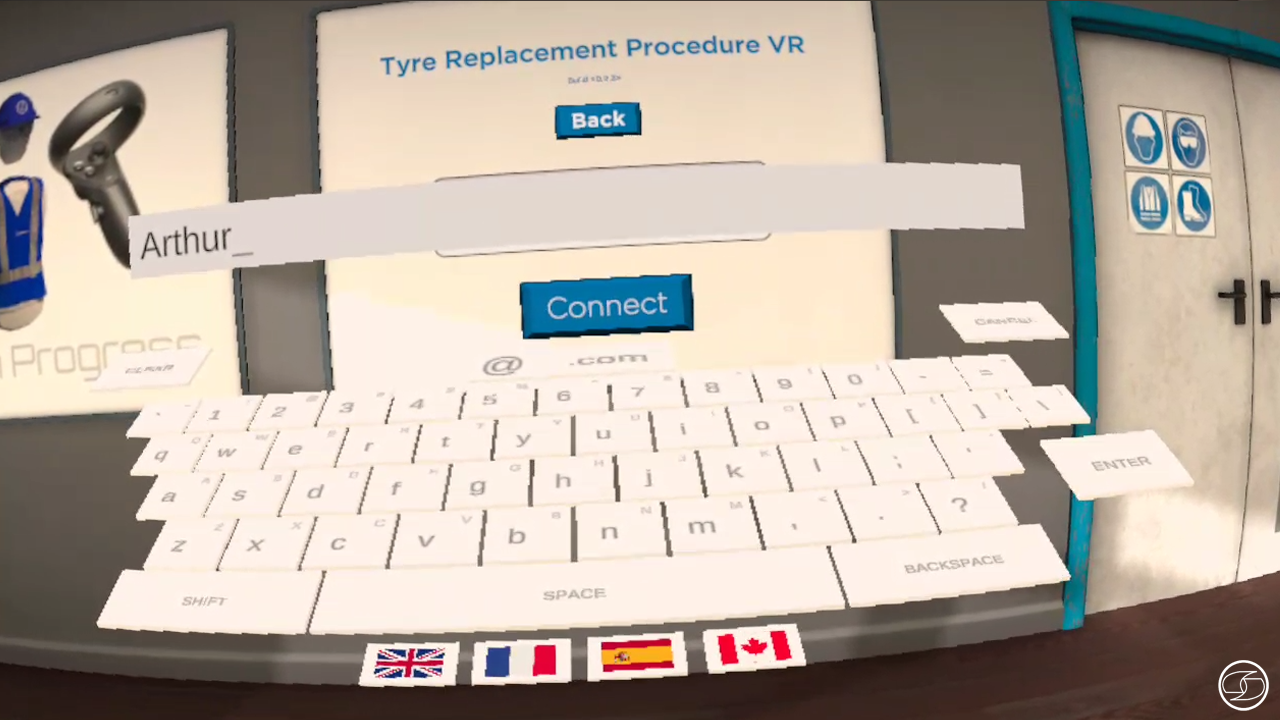 Tyre Replacement Procedure VR
Back
Arthur_
Connect
Progress
CLEAR
CANCEL
@ .com
` 1 2 3 4 5 6 7 8 9 0 - =
q w e r t y u i o p [ ] \
a s d f g h j k l ; '
ENTER
z x c v b n m , . ?
SHIFT SPACE BACKSPACE